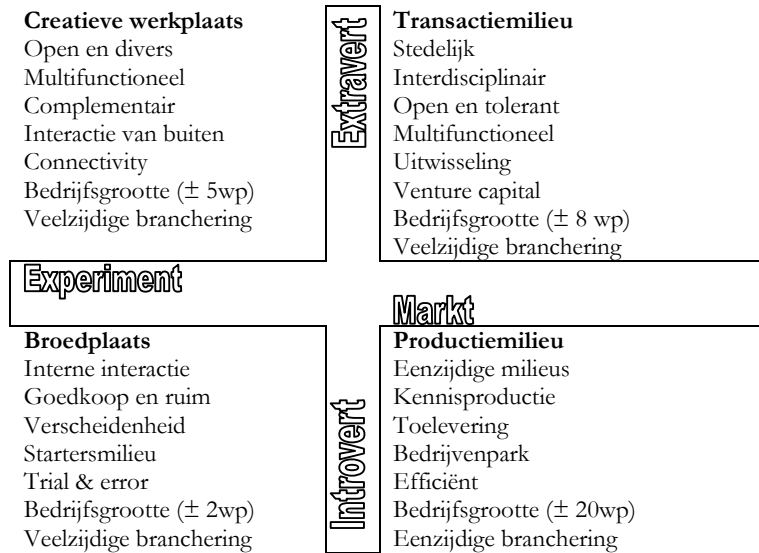 Creatieve werkplaats
Open en divers
Multifunctioneel
Complementair
Interactie van buiten
Connectivity
Bedrijfsgrootte (± 5wp)
Veelzijdige branchering
Extravert
Transactiemilieu
Stedelijk
Interdisciplinair
Open en tolerant
Multifunctioneel
Uitwisseling
Venture capital
Bedrijfsgrootte (± 8 wp)
Veelzijdige branchering
Experiment
Markt
Broedplaats
Interne interactie
Goedkoop en ruim
Verscheidenheid
Startersmilieu
Trial & error
Bedrijfsgrootte (± 2wp)
Veelzijdige branchering
Introvert
Productiemilieu
Eenzijdige milieus
Kennisproductie
Toelevering
Bedrijvenpark
Efficiënt
Bedrijfsgrootte (± 20wp)
Eenzijdige branchering